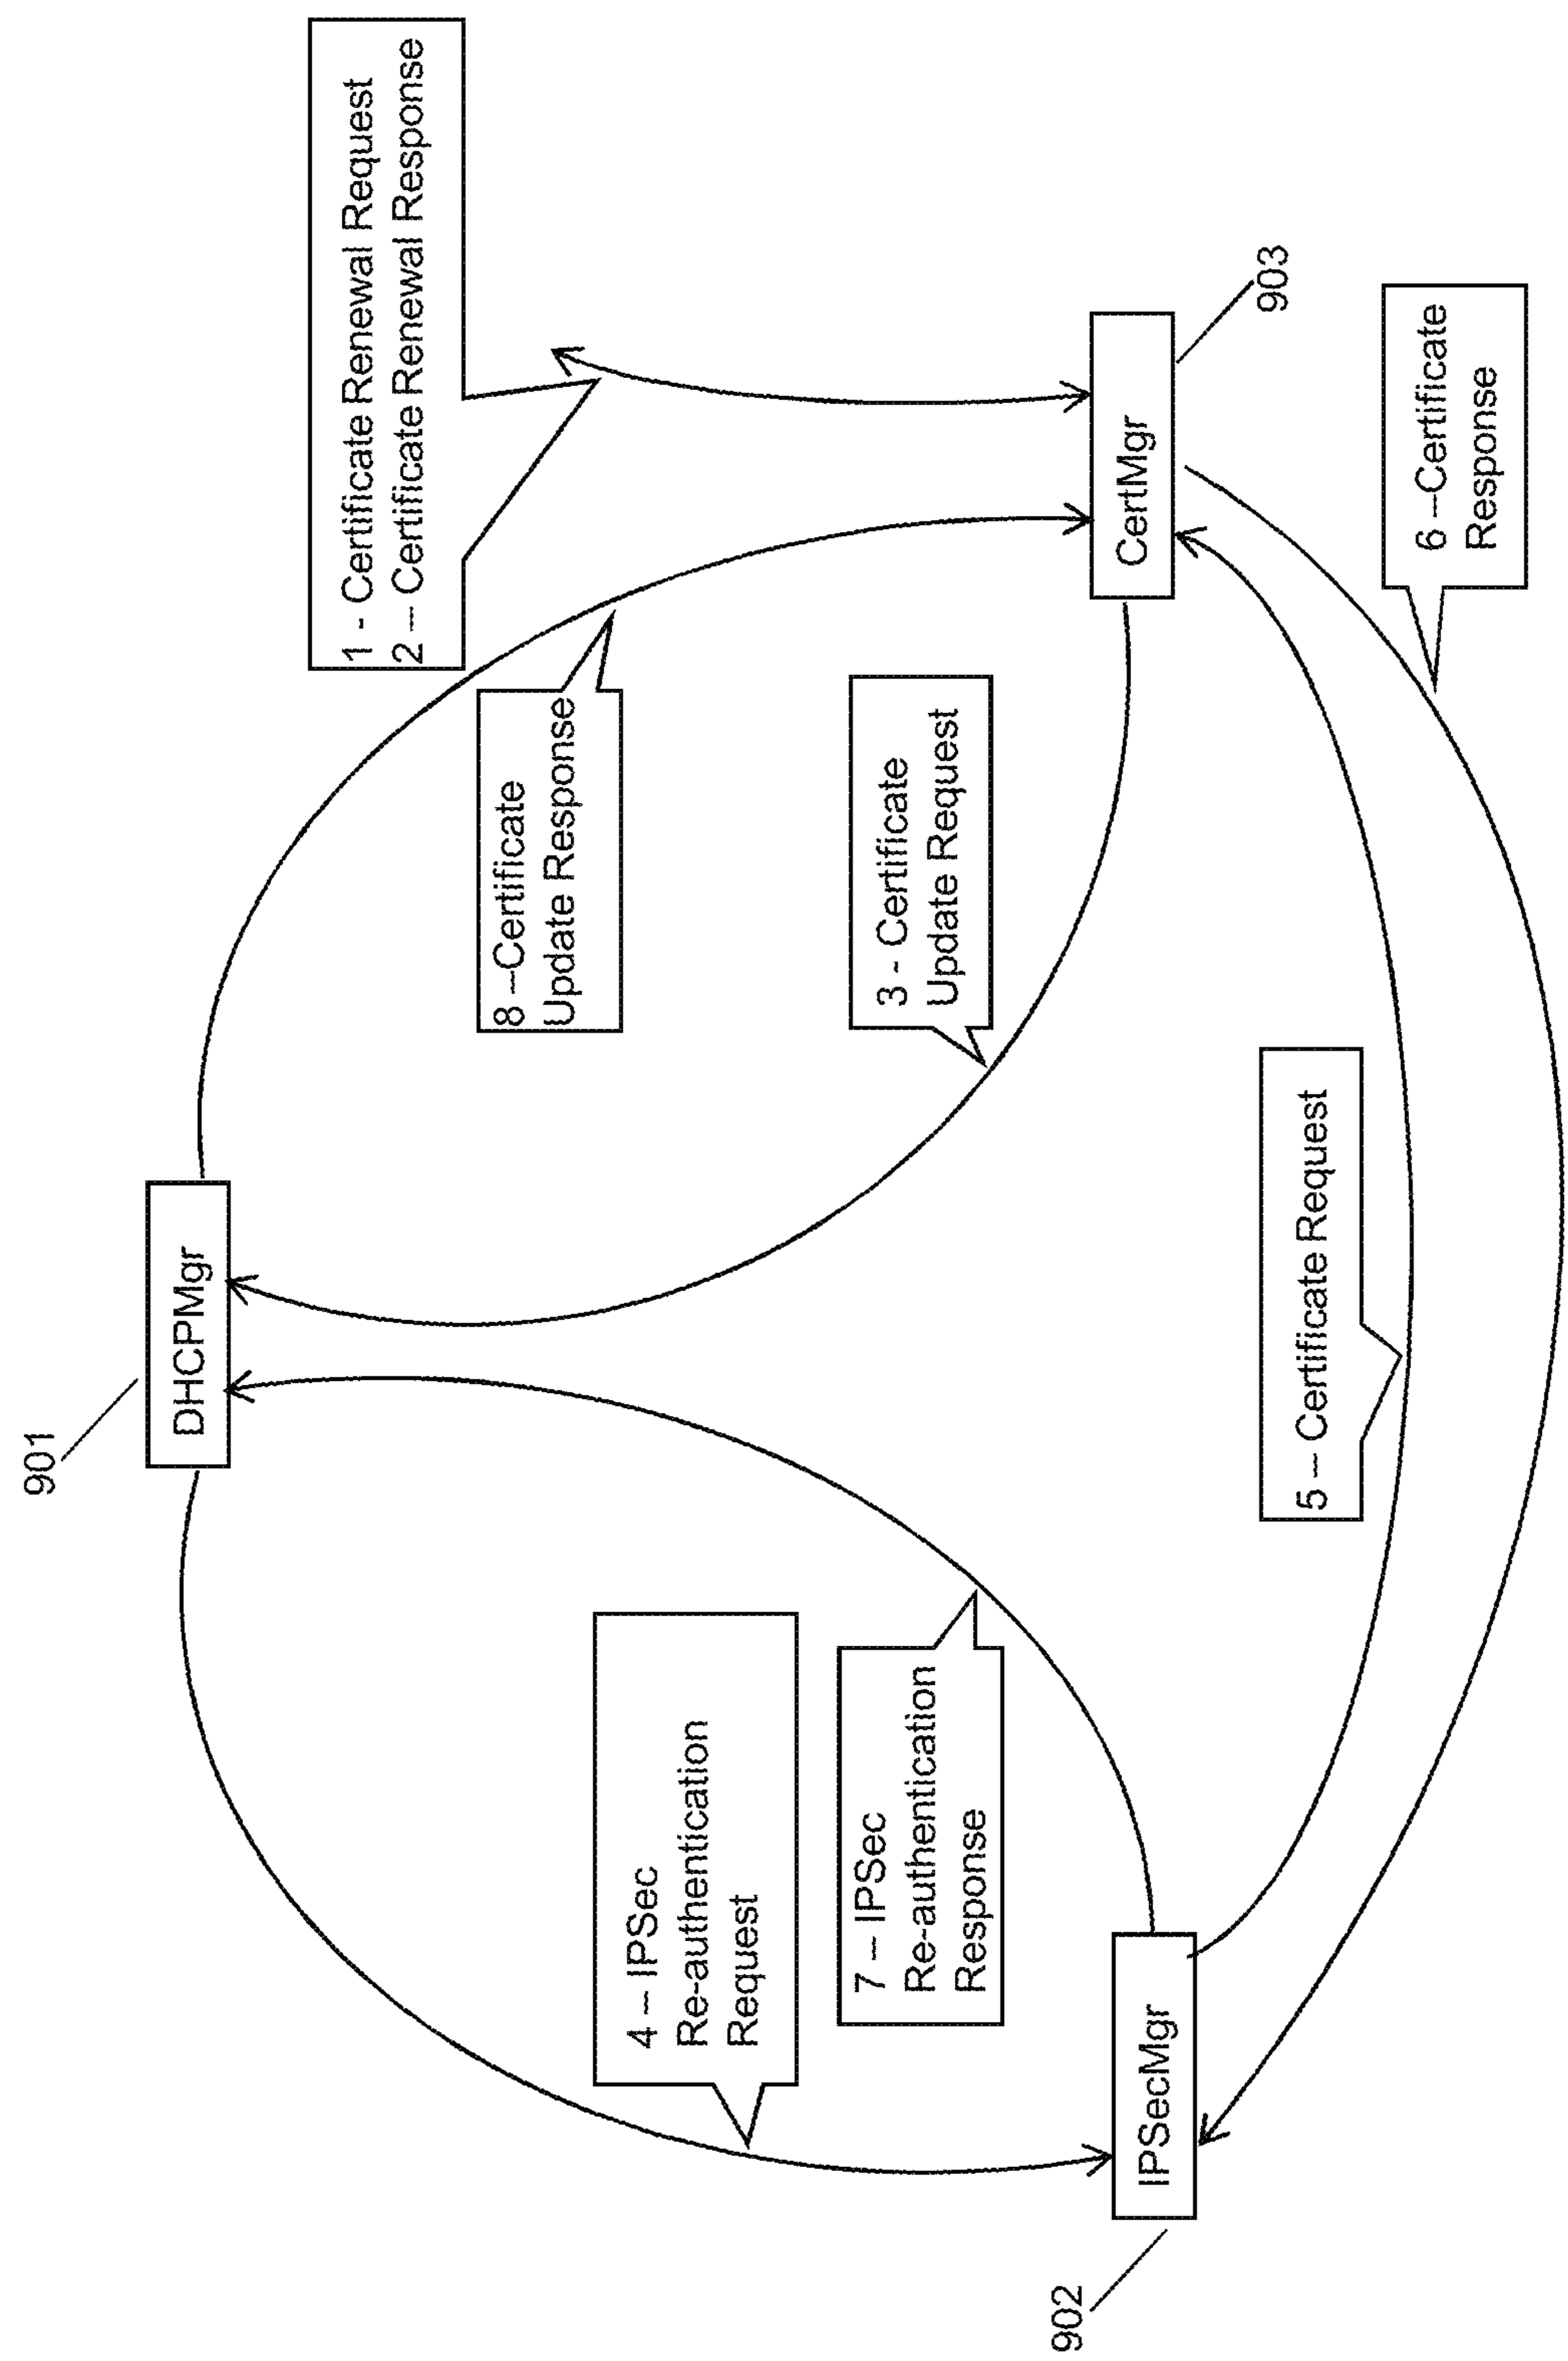 901
DHCPMgr
1 - Certificate Renewal Request
2 – Certificate Renewal Response
8 –Certificate
Update Response
3 - Certificate
Update Request
4 – IPSec
Re-authentication
Request
7 – IPSec
Re-authentication
Response
902
IPSecMgr
CertMgr
903
5 – Certificate Request
6 –Certificate
Response